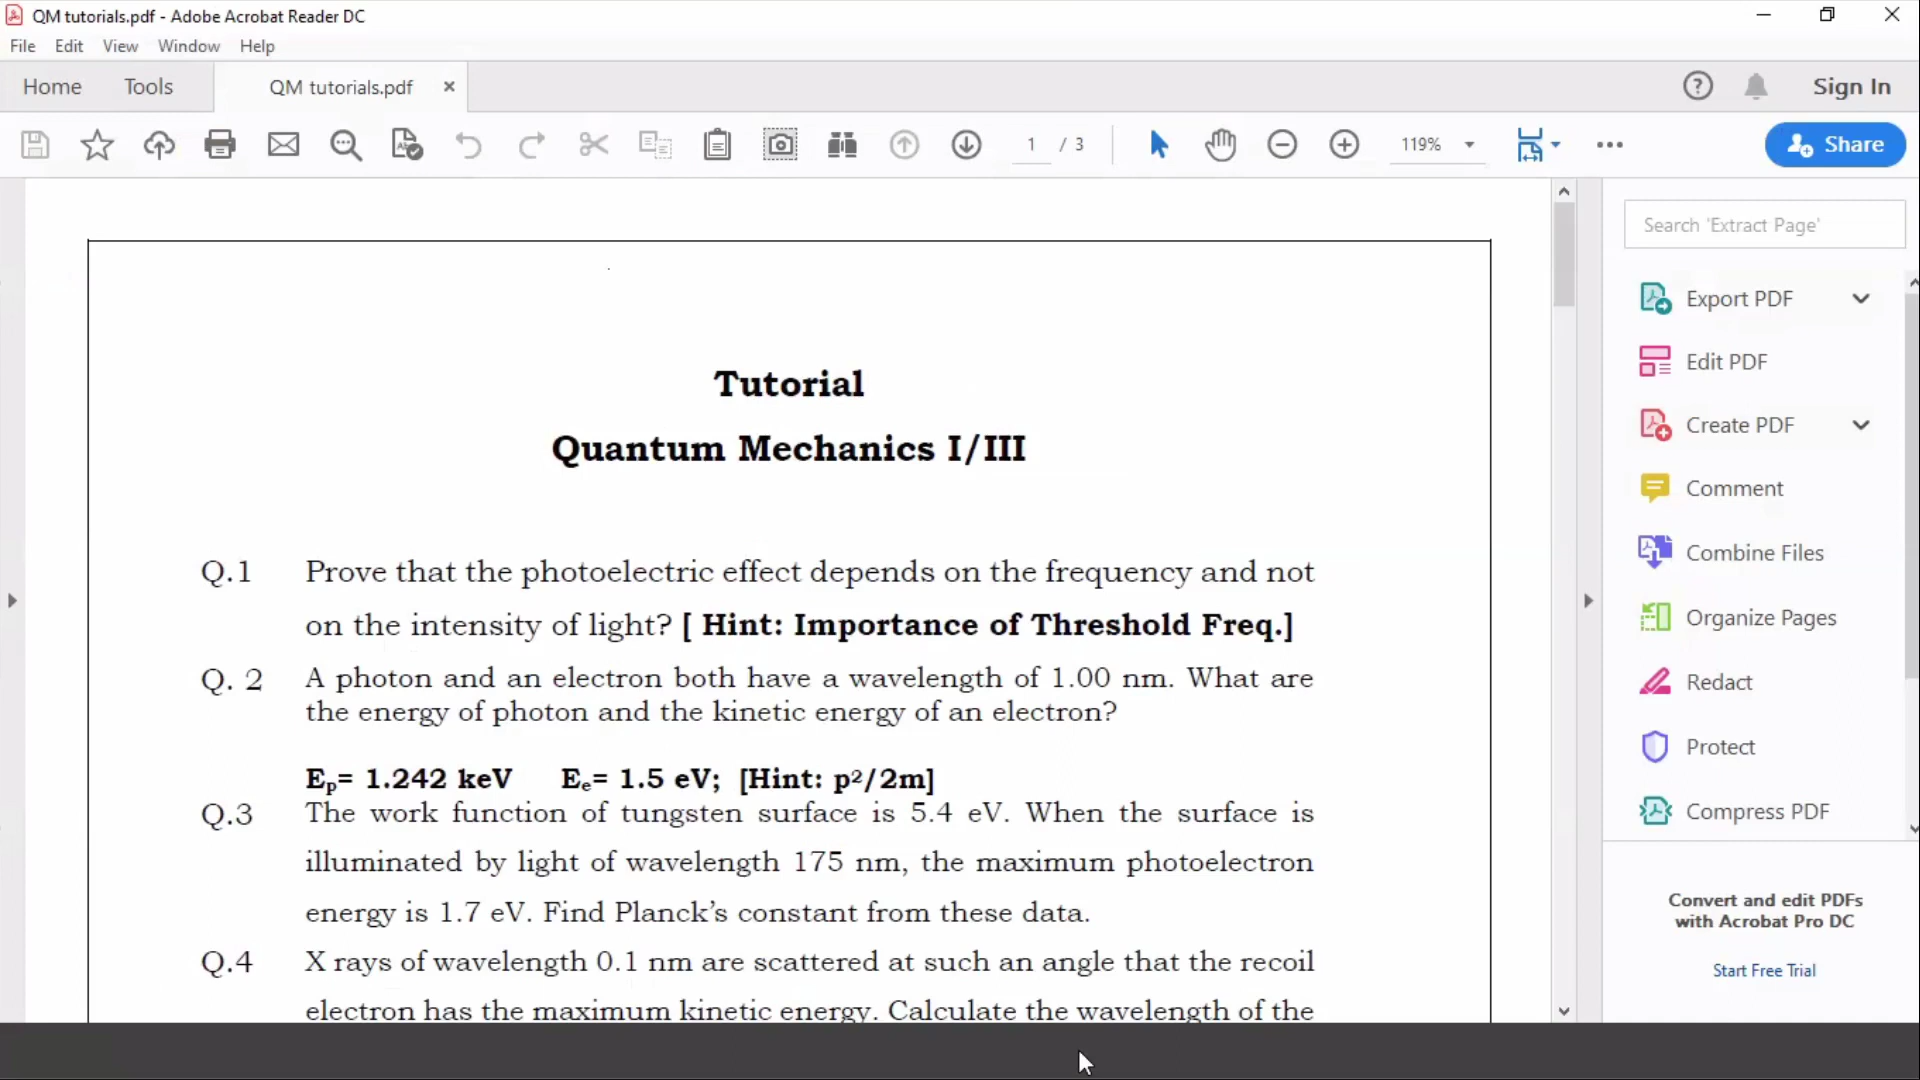 QM tutorials.pdf - Adobe Acrobat Reader DC
File Edit View Window Help
Home Tools QM tutorials.pdf × Sign In
1 / 3 119% Share
Search 'Extract Page'
Export PDF
Edit PDF
Create PDF
Comment
Combine Files
Organize Pages
Redact
Protect
Compress PDF
Convert and edit PDFs
with Acrobat Pro DC
Start Free Trial
Tutorial
Quantum Mechanics I/III
Q.1 Prove that the photoelectric effect depends on the frequency and not
on the intensity of light? [ Hint: Importance of Threshold Freq.]
Q. 2 A photon and an electron both have a wavelength of 1.00 nm. What are
the energy of photon and the kinetic energy of an electron?
Eₚ= 1.242 keV Eₑ= 1.5 eV; [Hint: p²/2m]
Q.3 The work function of tungsten surface is 5.4 eV. When the surface is
illuminated by light of wavelength 175 nm, the maximum photoelectron
energy is 1.7 eV. Find Planck's constant from these data.
Q.4 X rays of wavelength 0.1 nm are scattered at such an angle that the recoil
electron has the maximum kinetic energy. Calculate the wavelength of the